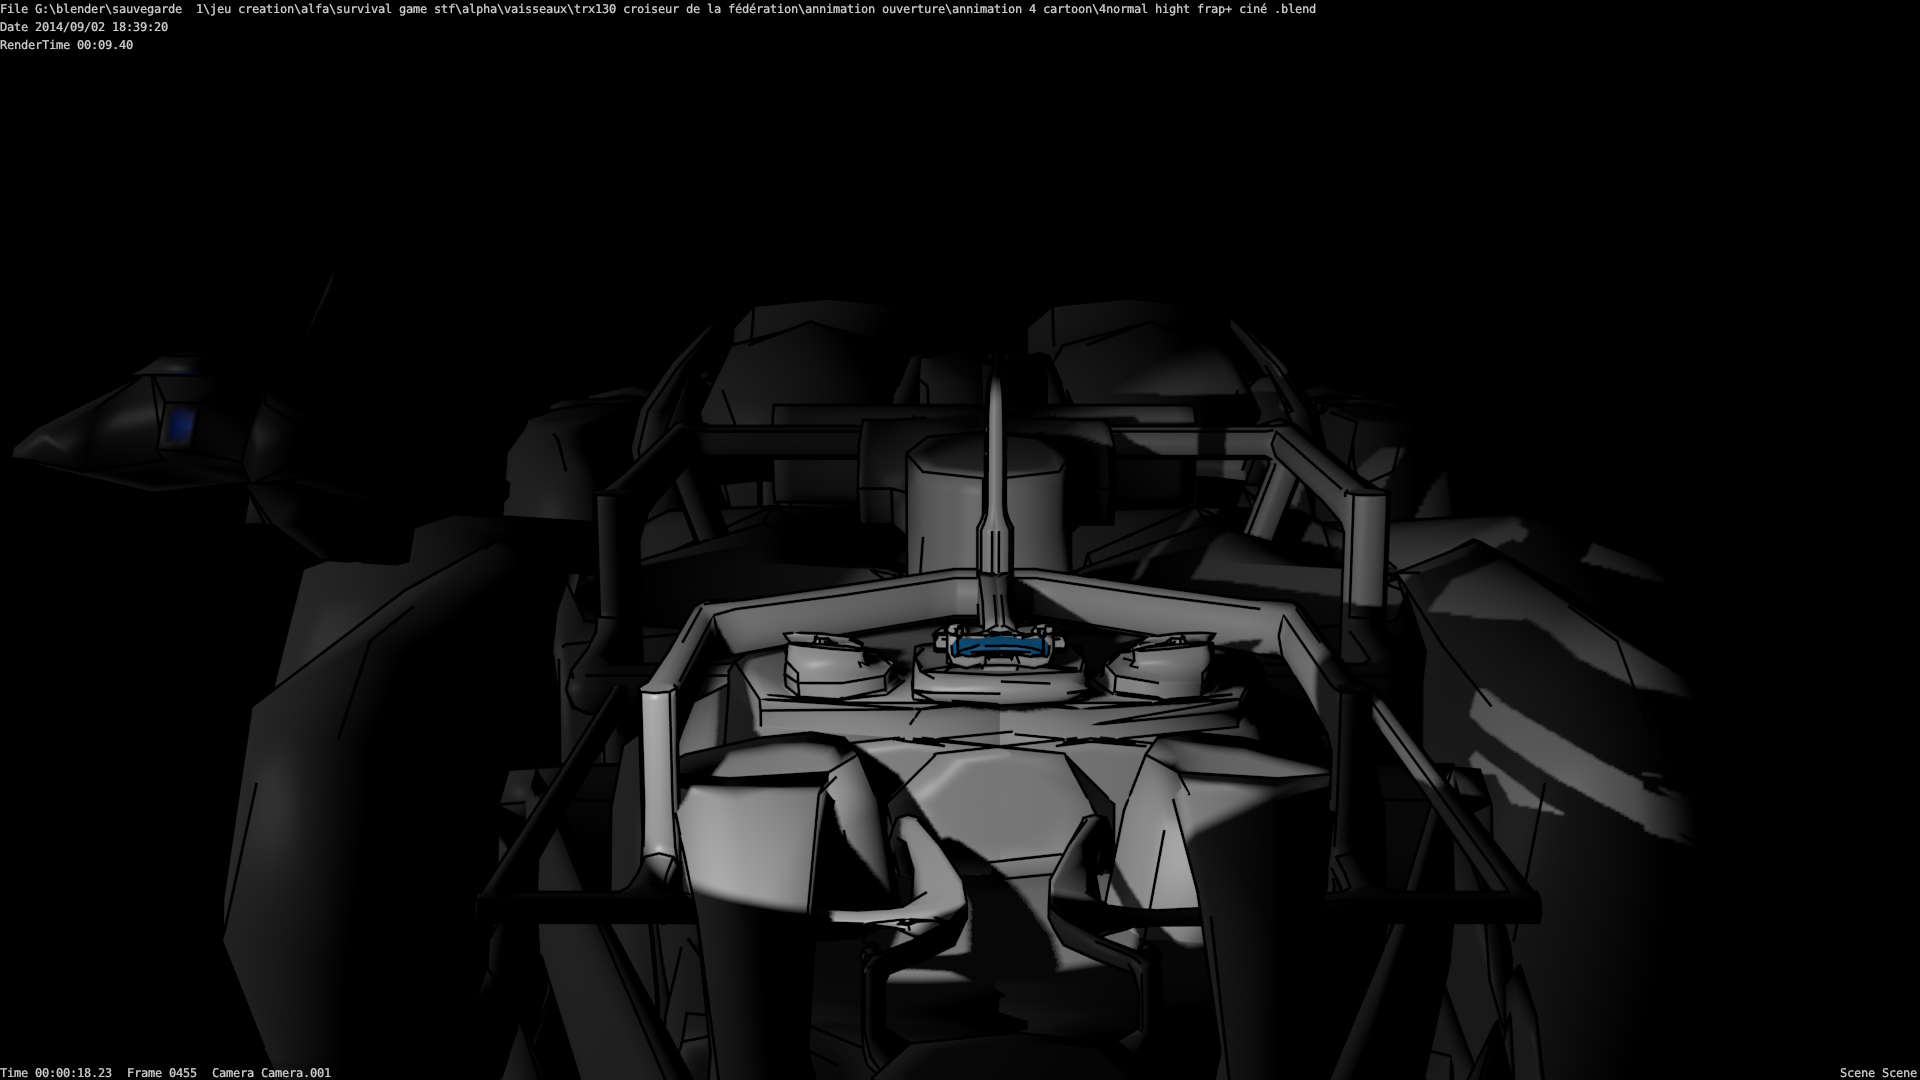 File G:\blender\sauvegarde  1\jeu creation\alfa\survival game stf\alpha\vaisseaux\trx130 croiseur de la fédération\annimation ouverture\annimation 4 cartoon\4normal hight frap+ ciné .blend
Date 2014/09/02 18:39:20
RenderTime 00:09.40
Time 00:00:18.23  Frame 0455  Camera Camera.001
Scene Scene